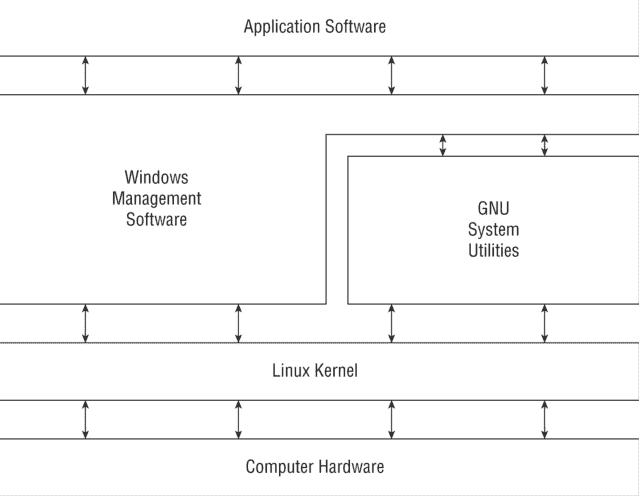 Application Software
Windows
Management
Software
GNU
System
Utilities
Linux Kernel
Computer Hardware